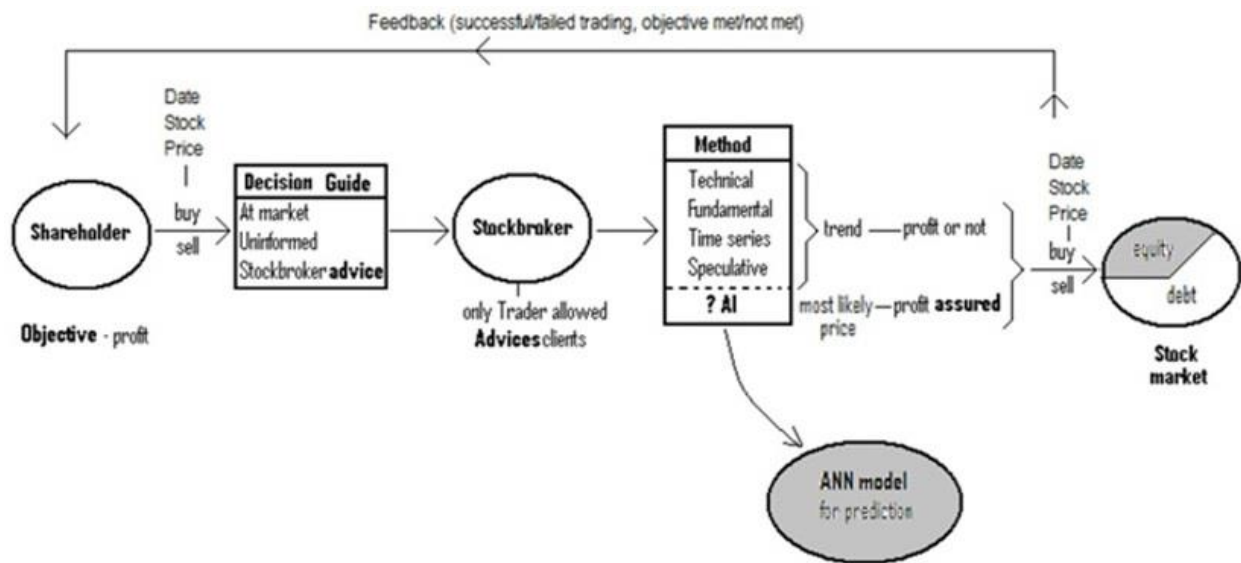 Feedback (successful/failed trading, objective met/not met)
Date
Stock
Price
buy
sell
Shareholder
Objective - profit
Decision Guide
At market
Uninformed
Stockbroker advice
Stockbroker
only Trader allowed
Advices clients
Method
Technical
Fundamental
Time series
Speculative
? AI
trend
profit or not
most likely
price
profit assured
Date
Stock
Price
buy
sell
equity
debt
Stock
market
ANN model
for prediction